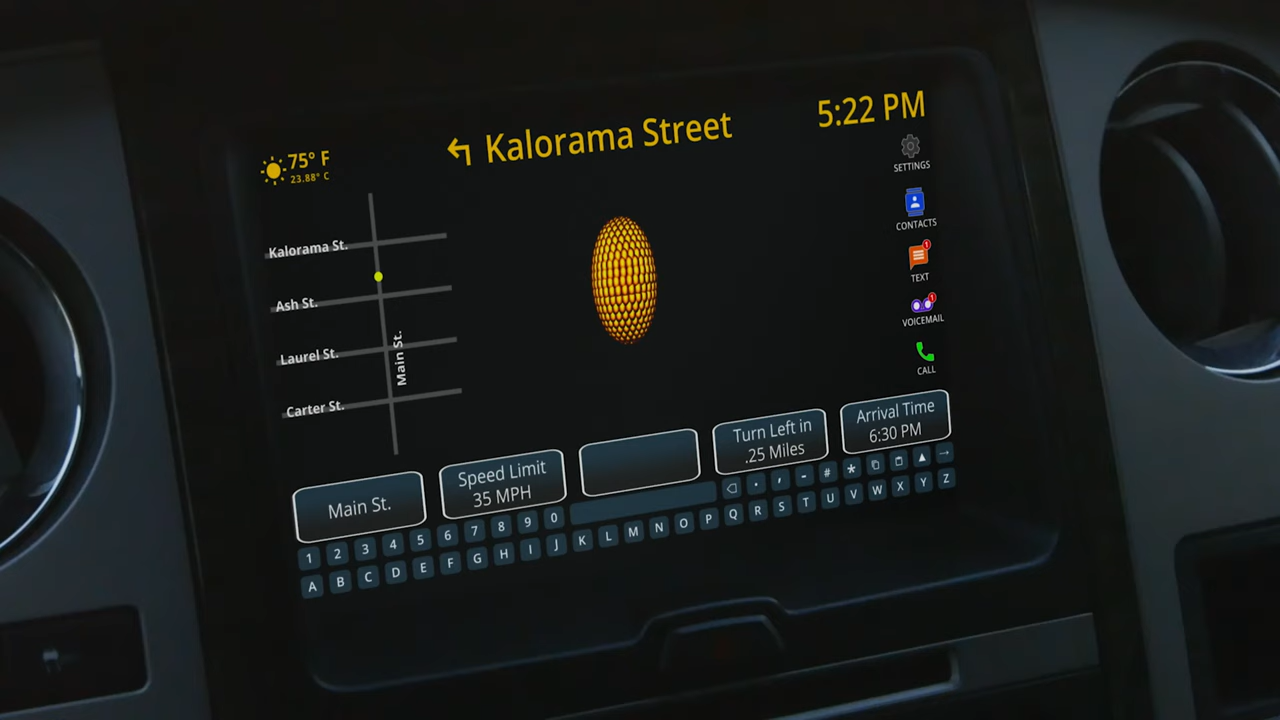 75° F
23.88° C
Kalorama Street
5:22 PM
SETTINGS
CONTACTS
1
TEXT
1
VOICEMAIL
CALL
Kalorama St.
Ash St.
Laurel St.
Carter St.
Main St.
Main St.
Speed Limit
35 MPH
Turn Left in
.25 Miles
Arrival Time
6:30 PM
1 2 3 4 5 6 7 8 9 0 . , - # *
A B C D E F G H I J K L M N O P Q R S T U V W X Y Z